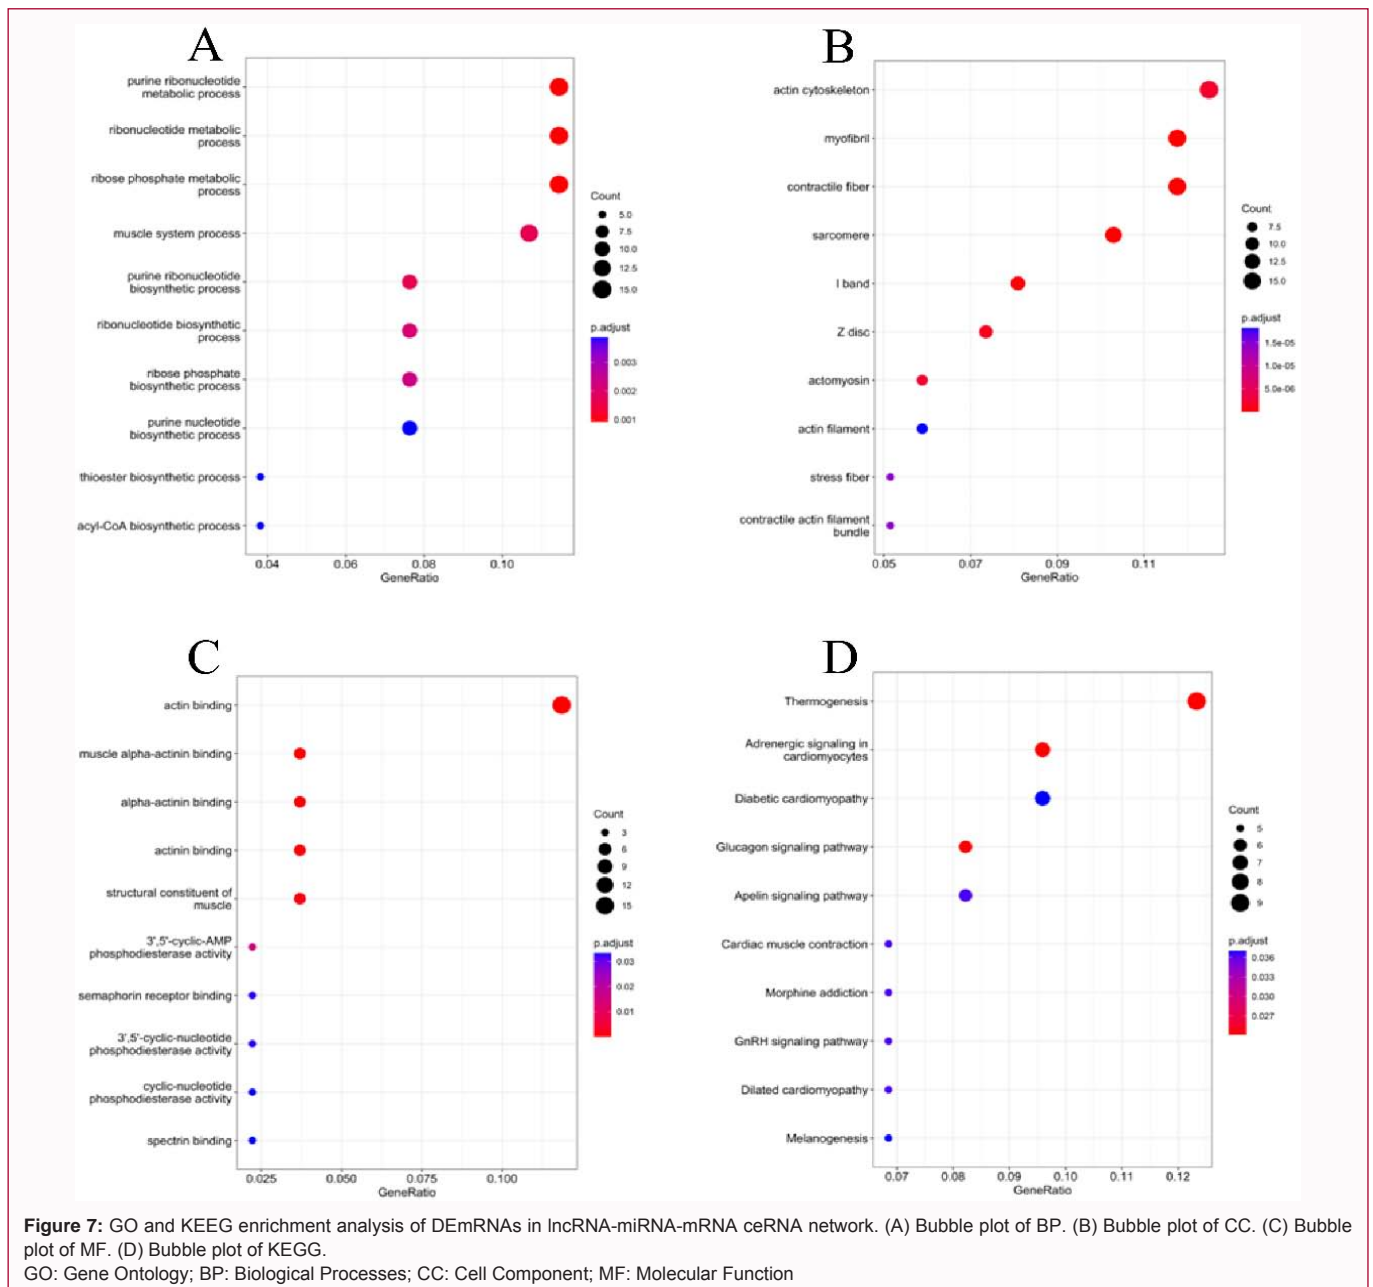 A
purine ribonucleotide
metabolic process
ribonucleotide metabolic
process
ribose phosphate metabolic
process
muscle system process
purine ribonucleotide
biosynthetic process
ribonucleotide biosynthetic
process
ribose phosphate
biosynthetic process
purine nucleotide
biosynthetic process
thioester biosynthetic process
acyl-CoA biosynthetic process
0.04 0.06 0.08 0.10
GeneRatio
Count
5.0
7.5
10.0
12.5
15.0
p.adjust
0.003
0.002
0.001
B
actin cytoskeleton
myofibril
contractile fiber
sarcomere
I band
Z disc
actomyosin
actin filament
stress fiber
contractile actin filament
bundle
0.05 0.07 0.09 0.11
GeneRatio
Count
7.5
10.0
12.5
15.0
p.adjust
1.5e-05
1.0e-05
5.0e-06
C
actin binding
muscle alpha-actinin binding
alpha-actinin binding
actinin binding
structural constituent of
muscle
3',5'-cyclic-AMP
phosphodiesterase activity
semaphorin receptor binding
3',5'-cyclic-nucleotide
phosphodiesterase activity
cyclic-nucleotide
phosphodiesterase activity
spectrin binding
0.025 0.050 0.075 0.100
GeneRatio
Count
3
6
9
12
15
p.adjust
0.03
0.02
0.01
D
Thermogenesis
Adrenergic signaling in
cardiomyocytes
Diabetic cardiomyopathy
Glucagon signaling pathway
Apelin signaling pathway
Cardiac muscle contraction
Morphine addiction
GnRH signaling pathway
Dilated cardiomyopathy
Melanogenesis
0.07 0.08 0.09 0.10 0.11 0.12
GeneRatio
Count
5
6
7
8
9
p.adjust
0.036
0.033
0.030
0.027
Figure 7: GO and KEEG enrichment analysis of DEmRNAs in lncRNA-miRNA-mRNA ceRNA network. (A) Bubble plot of BP. (B) Bubble plot of CC. (C) Bubble
plot of MF. (D) Bubble plot of KEGG.
GO: Gene Ontology; BP: Biological Processes; CC: Cell Component; MF: Molecular Function